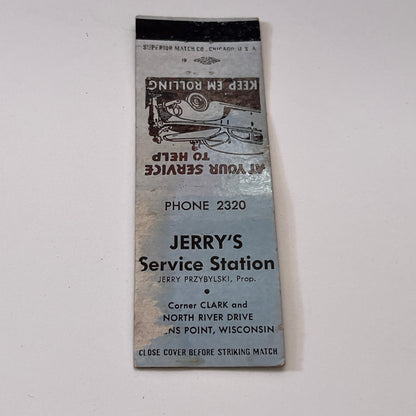 SUPERIOR MATCH CO., CHICAGO, U.S.A.
AT YOUR SERVICE
TO HELP
KEEP EM ROLLING
PHONE 2320
JERRY'S
Service Station
JERRY PRZYBYLSKI, Prop.
Corner CLARK and
NORTH RIVER DRIVE
NS POINT, WISCONSIN
CLOSE COVER BEFORE STRIKING MATCH